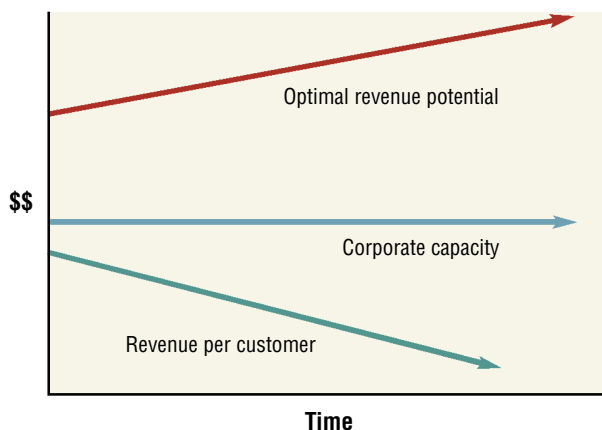 Optimal revenue potential
$$
Corporate capacity
Revenue per customer
Time